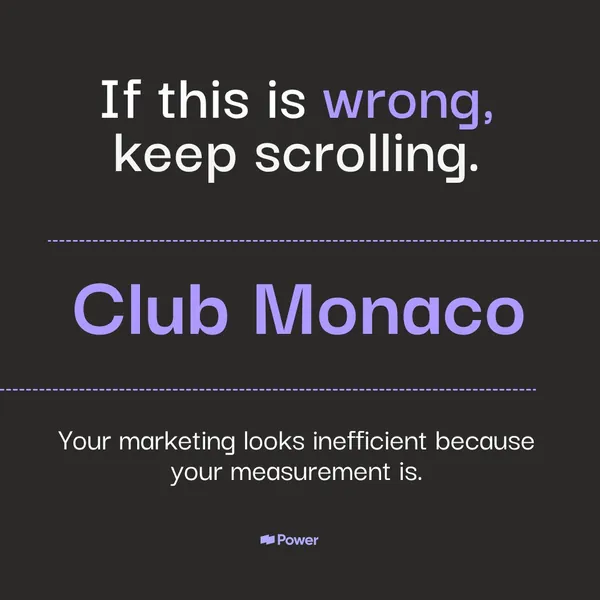 If this is wrong,
keep scrolling.
Club Monaco
Your marketing looks inefficient because
your measurement is.
Power